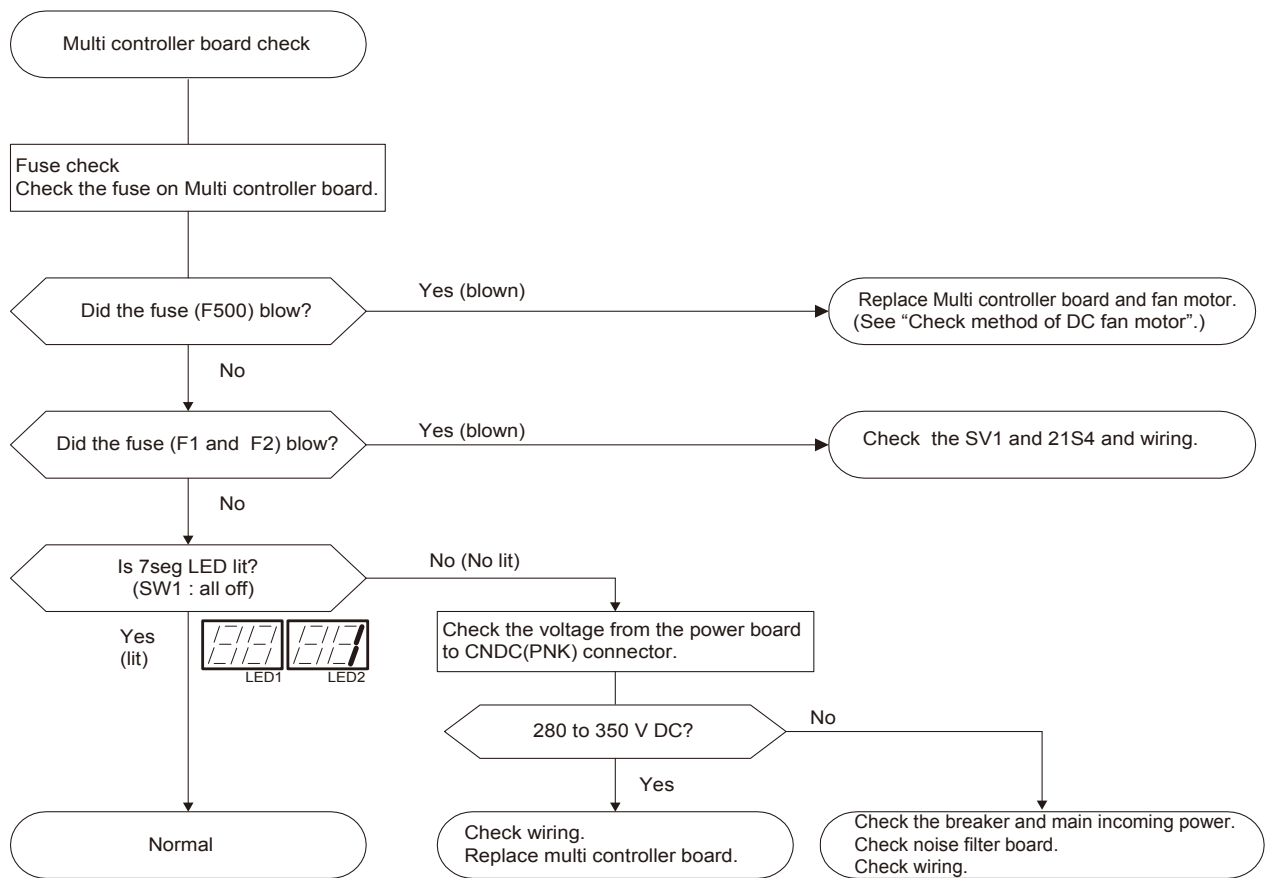 Multi controller board check
Fuse check
Check the fuse on Multi controller board.
Did the fuse (F500) blow?
Yes (blown)
Replace Multi controller board and fan motor.
(See “Check method of DC fan motor”.)
No
Did the fuse (F1 and F2) blow?
Yes (blown)
Check the SV1 and 21S4 and wiring.
No
Is 7seg LED lit?
(SW1 : all off)
No (No lit)
Yes
(lit)
LED1
LED2
Check the voltage from the power board
to CNDC(PNK) connector.
280 to 350 V DC?
No
Yes
Normal
Check wiring.
Replace multi controller board.
Check the breaker and main incoming power.
Check noise filter board.
Check wiring.